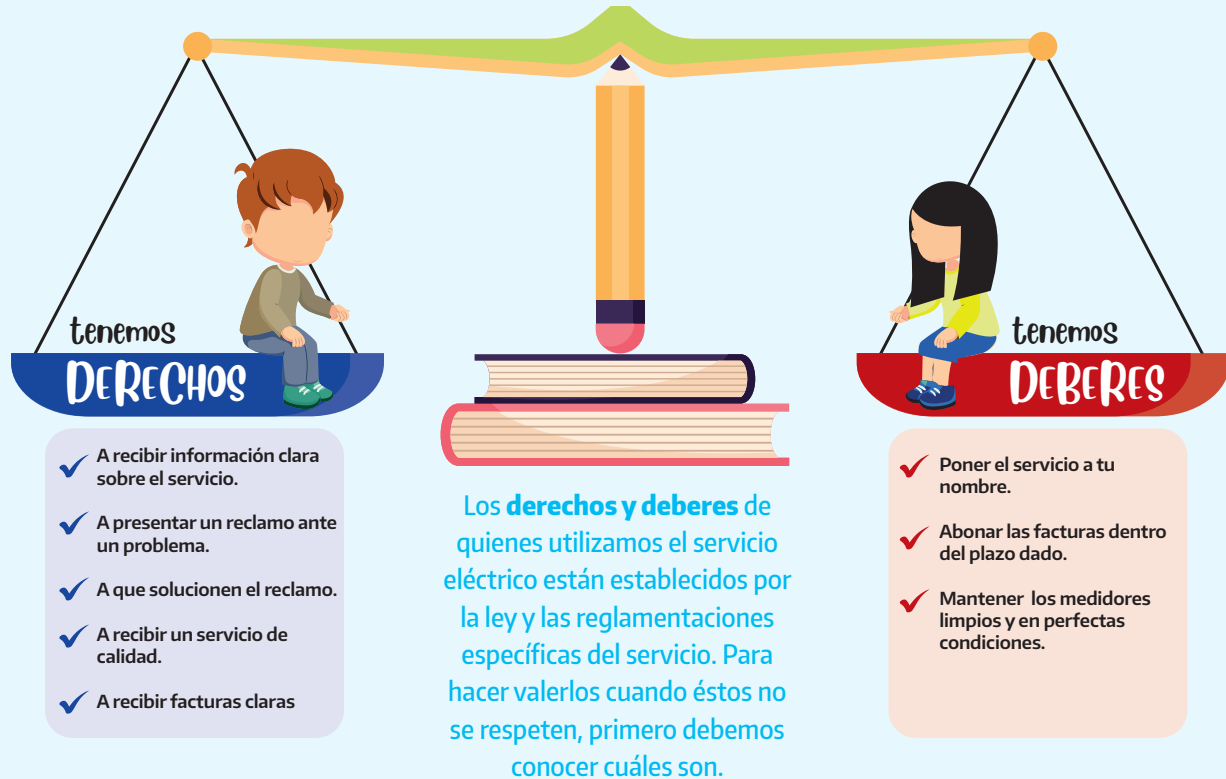 tenemos
DERECHOS
A recibir información clara
sobre el servicio.
A presentar un reclamo ante
un problema.
A que solucionen el reclamo.
A recibir un servicio de
calidad.
A recibir facturas claras
Los derechos y deberes de
quienes utilizamos el servicio
eléctrico están establecidos por
la ley y las reglamentaciones
específicas del servicio. Para
hacer valerlos cuando éstos no
se respeten, primero debemos
conocer cuáles son.
tenemos
DEBERES
Poner el servicio a tu
nombre.
Abonar las facturas dentro
del plazo dado.
Mantener los medidores
limpios y en perfectas
condiciones.